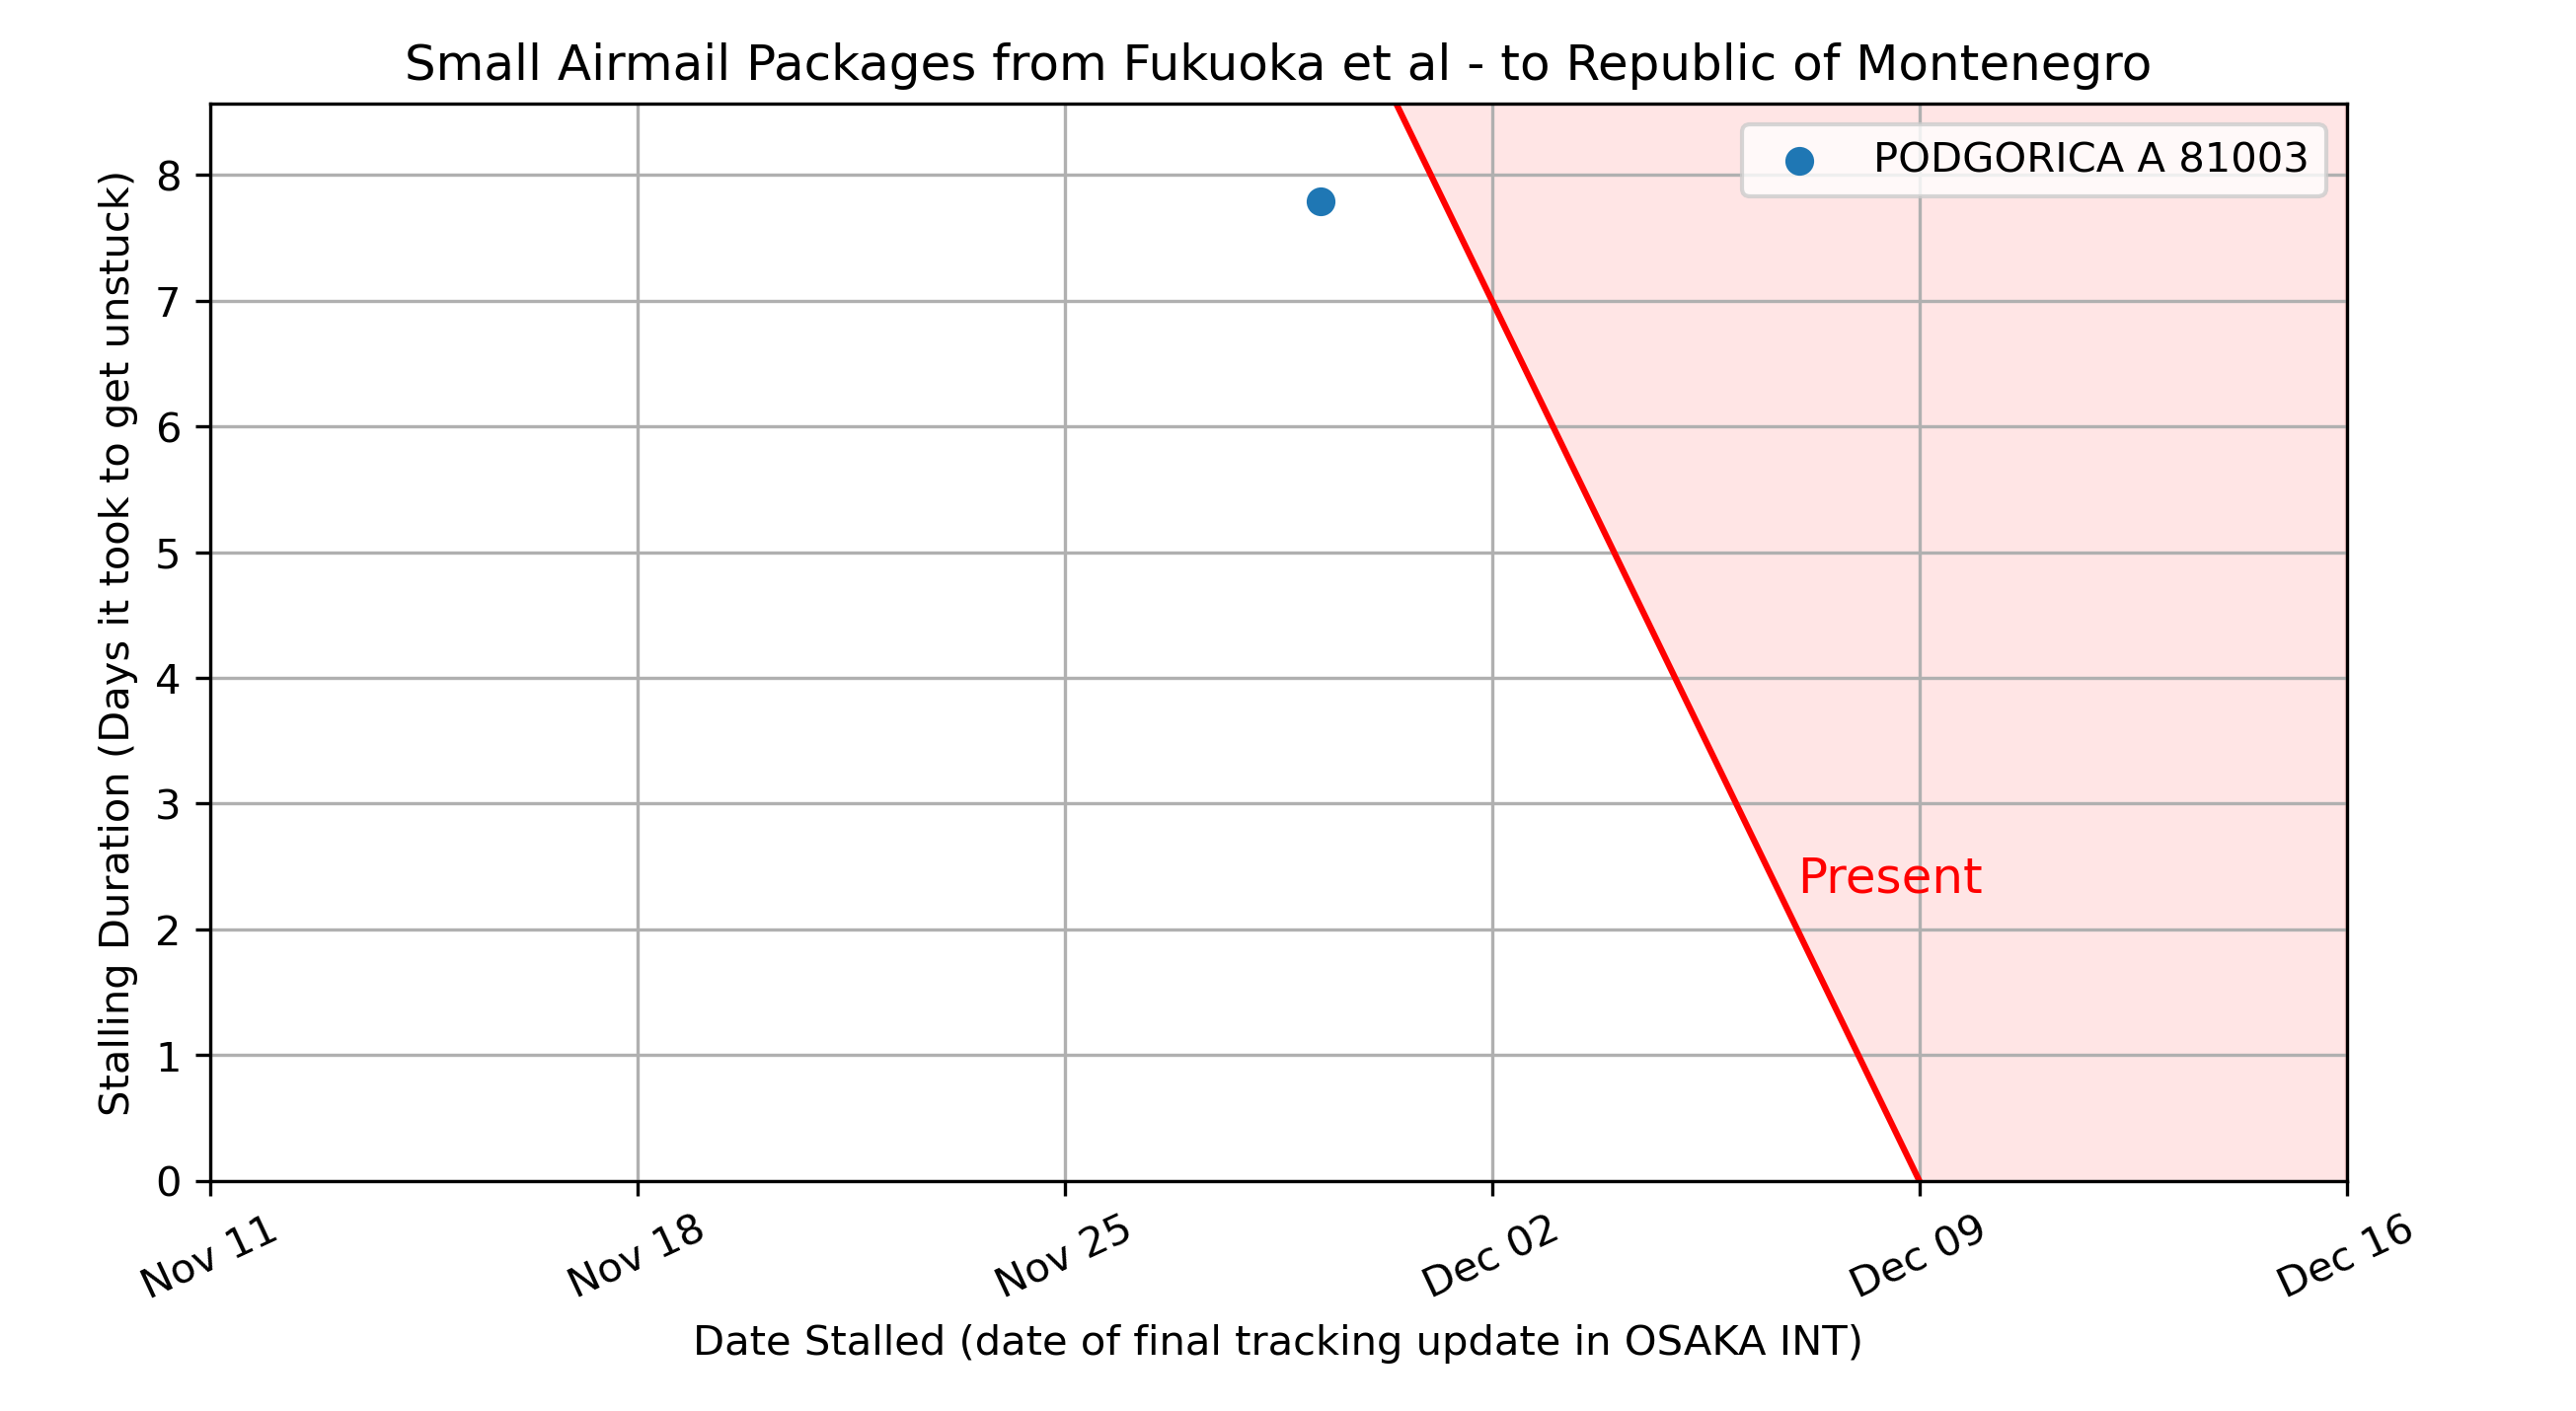 Small Airmail Packages from Fukuoka et al - to Republic of Montenegro
PODGORICA A 81003
Stalling Duration (Days it took to get unstuck)
8
7
6
5
4
3
2
1
0
Present
Nov 11
Nov 18
Nov 25
Dec 02
Dec 09
Dec 16
Date Stalled (date of final tracking update in OSAKA INT)